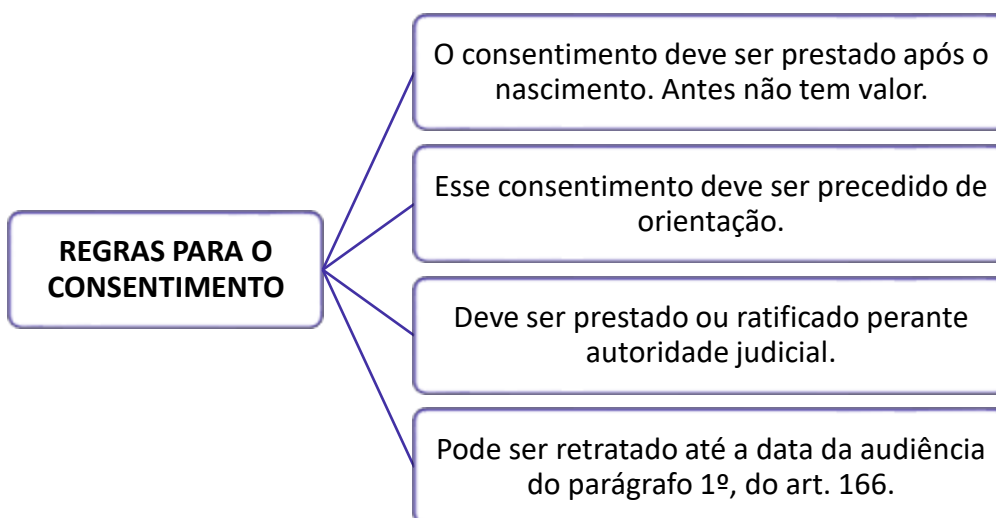 O consentimento deve ser prestado após o
nascimento. Antes não tem valor.
Esse consentimento deve ser precedido de
orientação.
REGRAS PARA O
CONSENTIMENTO
Deve ser prestado ou ratificado perante
autoridade judicial.
Pode ser retratado até a data da audiência
do parágrafo 1º, do art. 166.